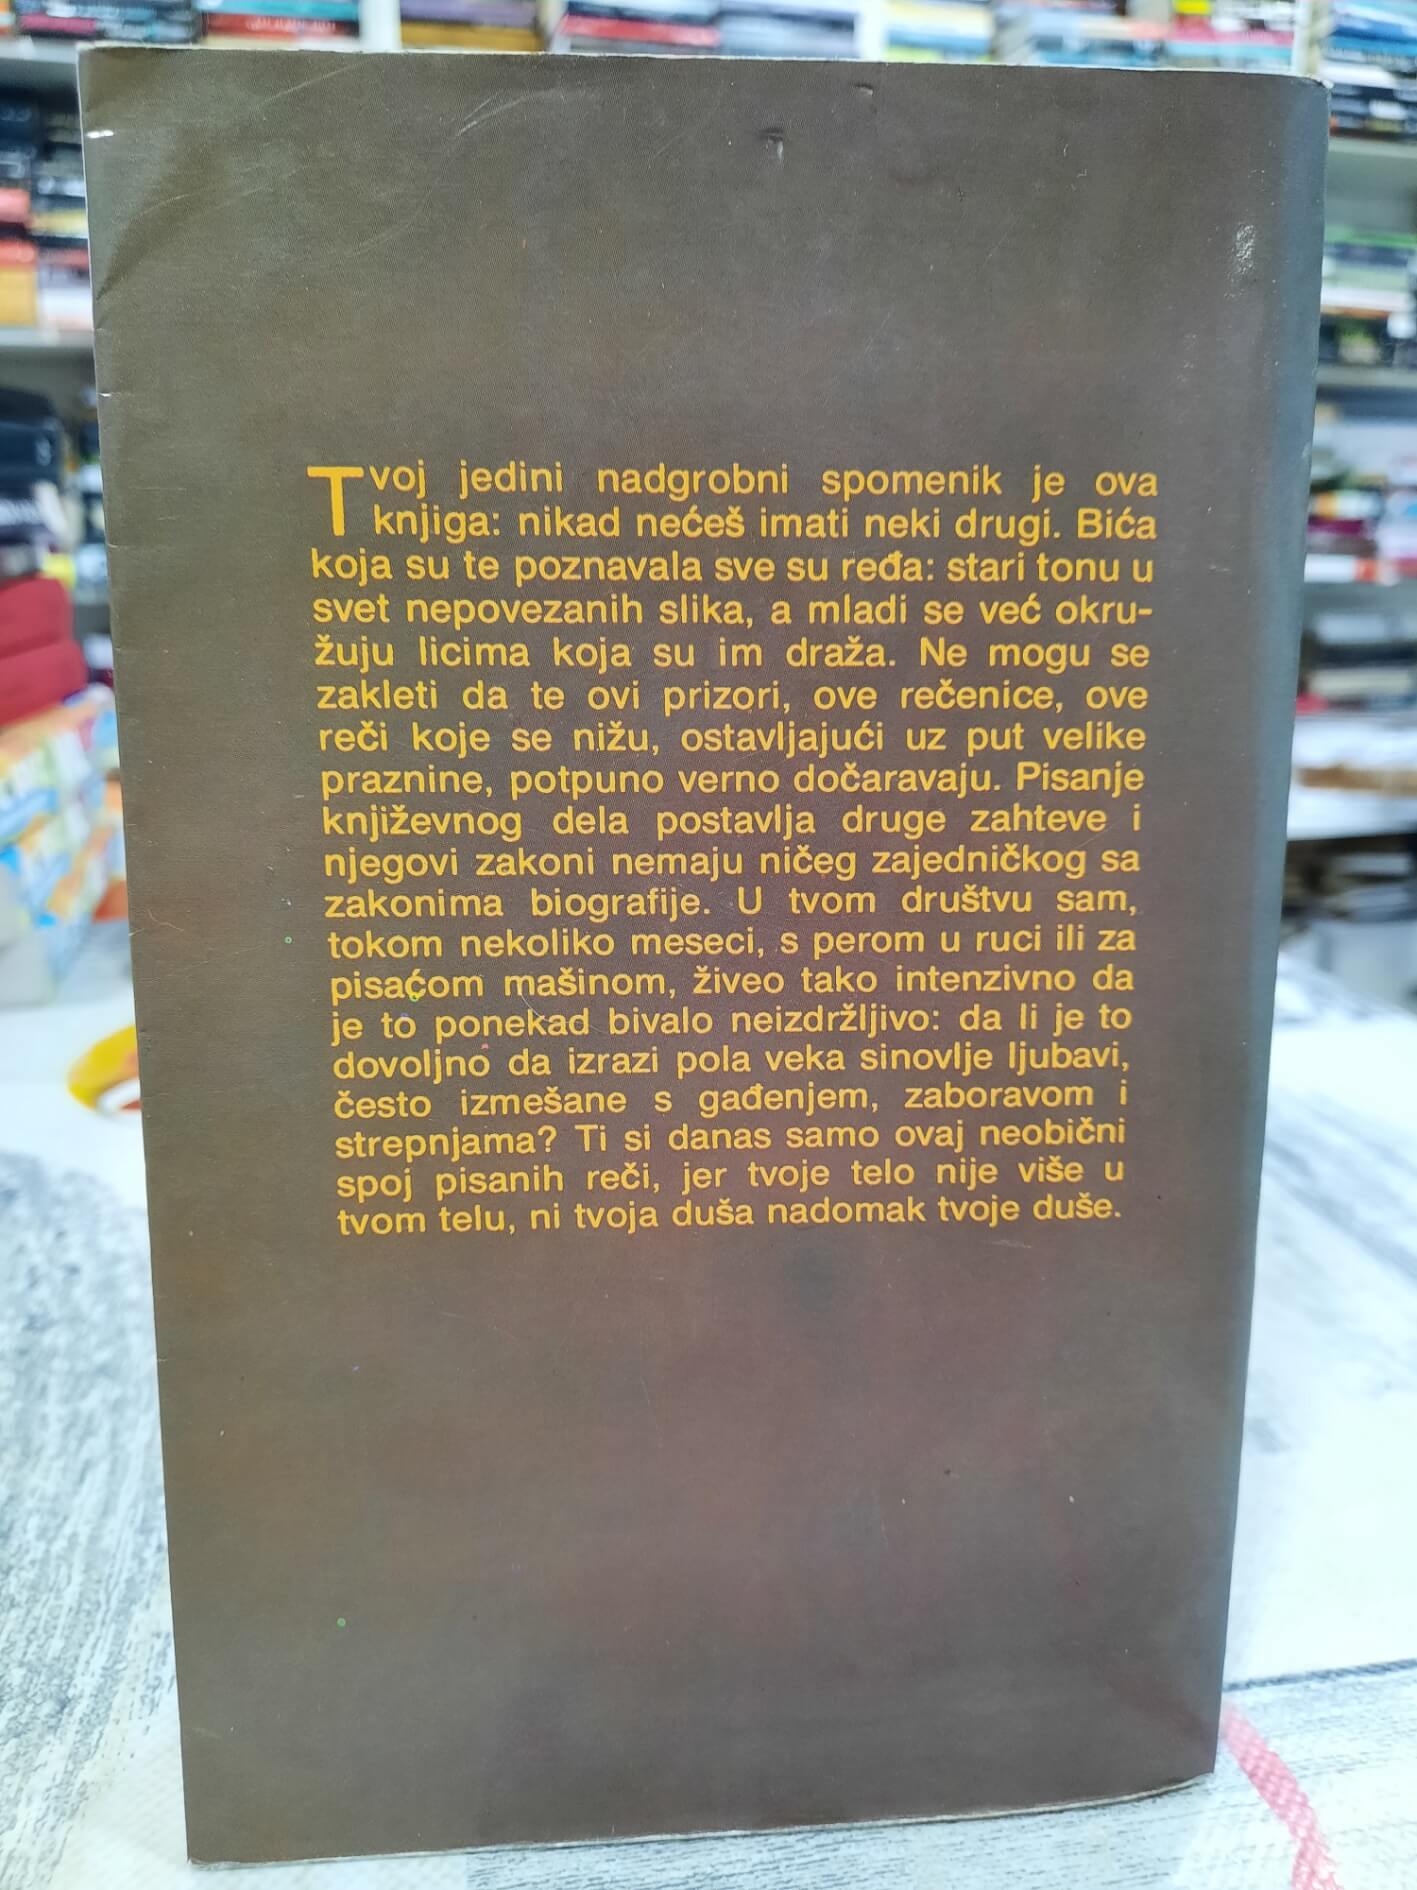 Tvoj jedini nadgrobni spomenik je ova
knjiga: nikad nećeš imati neki drugi. Bića
koja su te poznavala sve su ređa: stari tonu u
svet nepovezanih slika, a mladi se već okru-
žuju licima koja su im draža. Ne mogu se
zakleti da te ovi prizori, ove rečenice, ove
reči koje se nižu, ostavljajući uz put velike
praznine, potpuno verno dočaravaju. Pisanje
književnog dela postavlja druge zahteve i
njegovi zakoni nemaju ničeg zajedničkog sa
zakonima biografije. U tvom društvu sam,
tokom nekoliko meseci, s perom u ruci ili za
pisaćom mašinom, živeo tako intenzivno da
je to ponekad bivalo neizdržljivo: da li je to
dovoljno da izrazi pola veka sinovlje ljubavi,
često izmešane s gađenjem, zaboravom i
strepnjama? Ti si danas samo ovaj neobični
spoj pisanih reči, jer tvoje telo nije više u
tvom telu, ni tvoja duša nadomak tvoje duše.